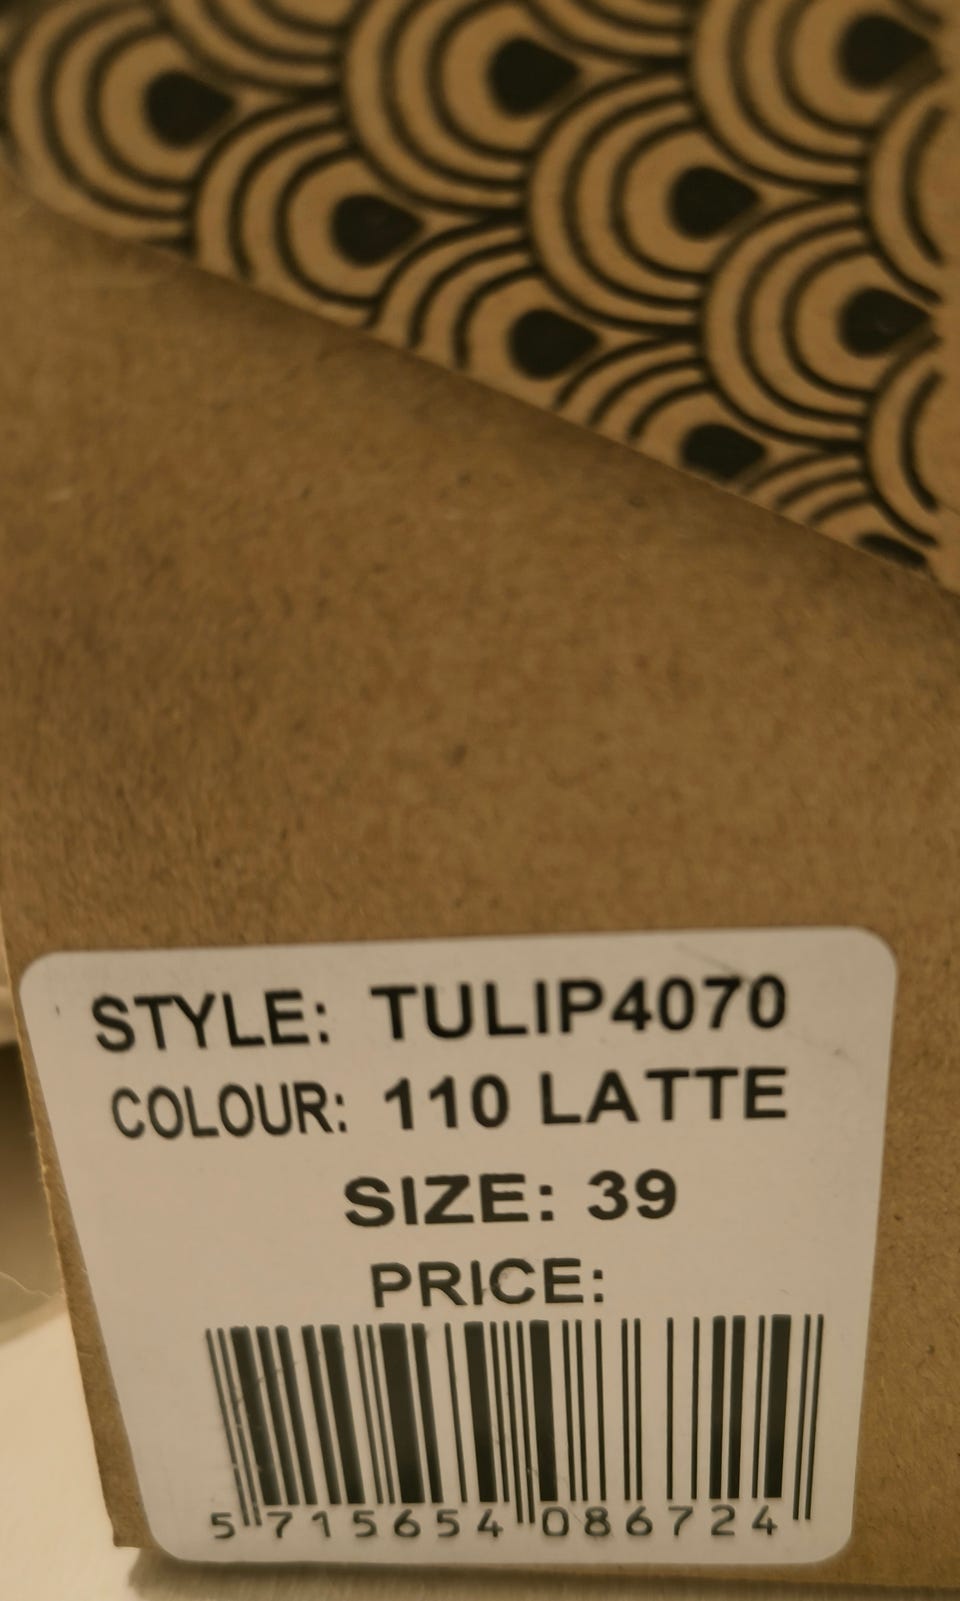 STYLE: TULIP4070
COLOUR: 110 LATTE
SIZE: 39
PRICE:
5 715654 086724